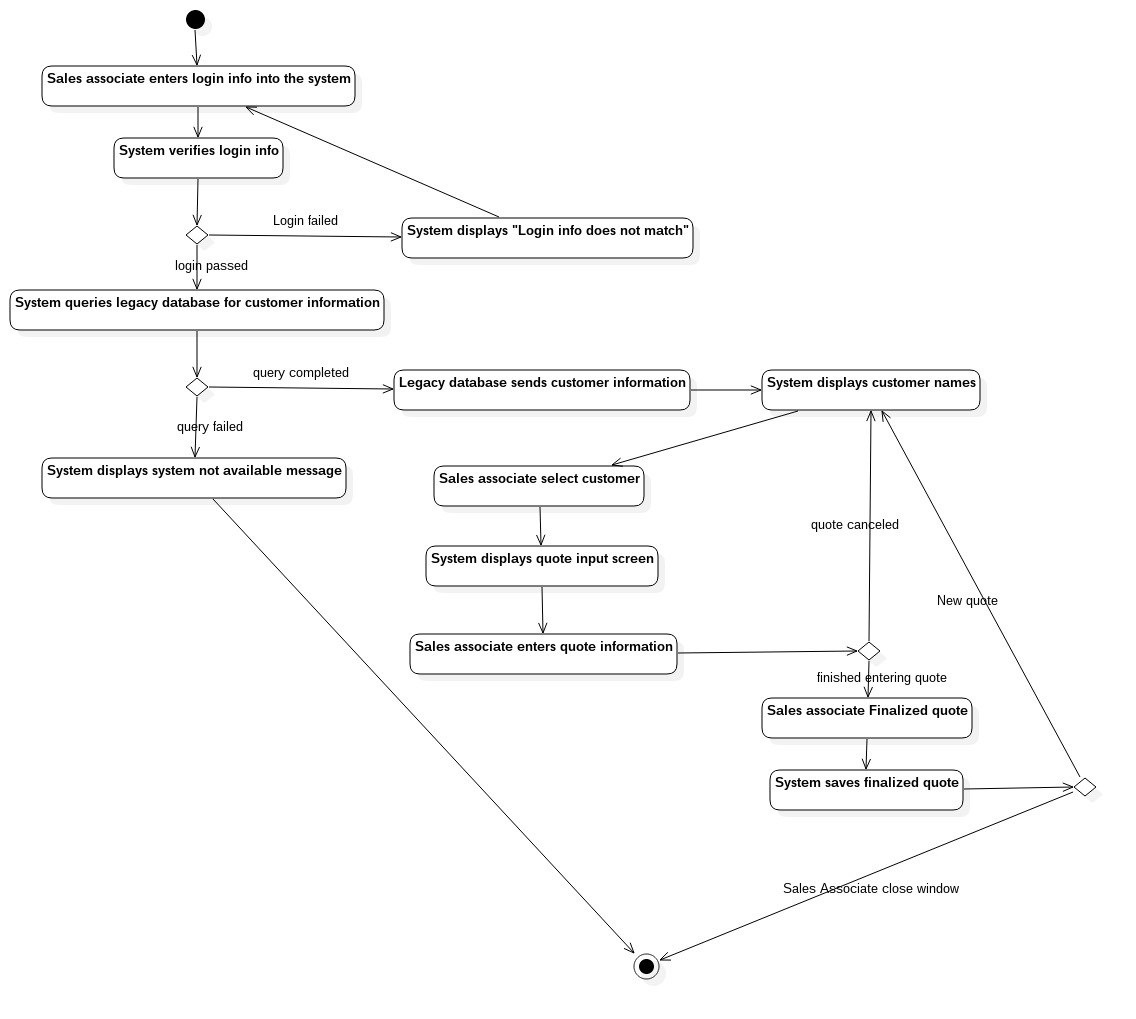 Sales associate enters login info into the system
System verifies login info
Login failed
System displays "Login info does not match"
login passed
System queries legacy database for customer information
query completed
Legacy database sends customer information
System displays customer names
query failed
System displays system not available message
Sales associate select customer
quote canceled
System displays quote input screen
New quote
Sales associate enters quote information
finished entering quote
Sales associate Finalized quote
System saves finalized quote
Sales Associate close window